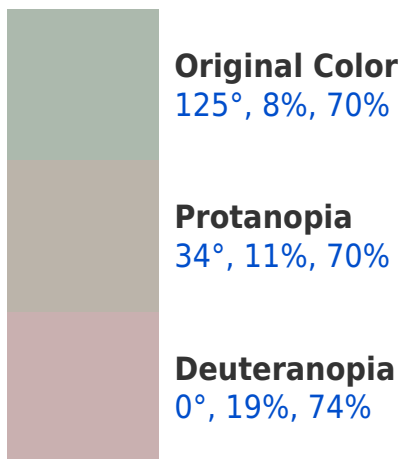 Original Color
125°, 8%, 70%
Protanopia
34°, 11%, 70%
Deuteranopia
0°, 19%, 74%